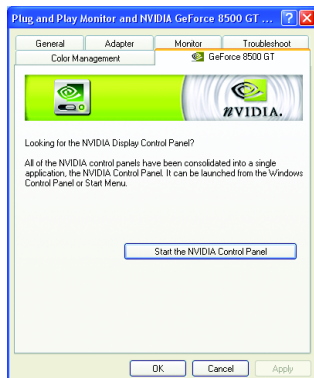 Plug and Play Monitor and NVIDIA GeForce 8500 GT ...
General Adapter Monitor Troubleshoot
Color Management GeForce 8500 GT
NVIDIA.
Looking for the NVIDIA Display Control Panel?
All of the NVIDIA control panels have been consolidated into a single
application, the NVIDIA Control Panel. It can be launched from the Windows
Control Panel or Start Menu.
Start the NVIDIA Control Panel
OK Cancel Apply